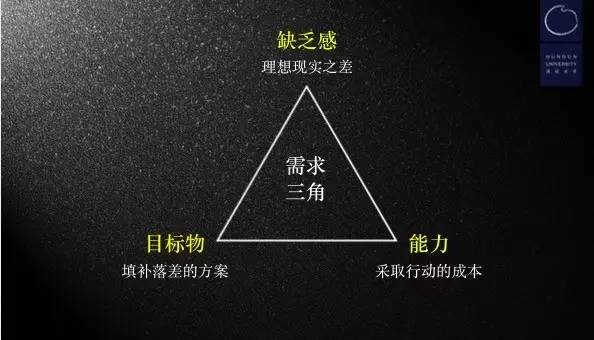 缺乏感
理想现实之差
需求
三角
目标物
能力
填补落差的方案
采取行动的成本
HUNDUN
UNIVERSITY
混沌大学